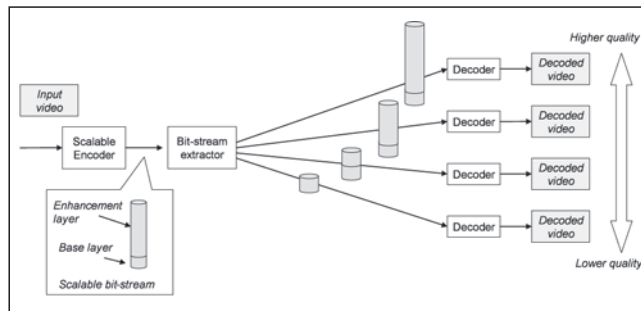 Input
video
Scalable
Encoder
Bit-stream
extractor
Enhancement
layer
Base layer
Scalable bit-stream
Decoder
Decoded
video
Decoder
Decoded
video
Decoder
Decoded
video
Decoder
Decoded
video
Higher quality
Lower quality